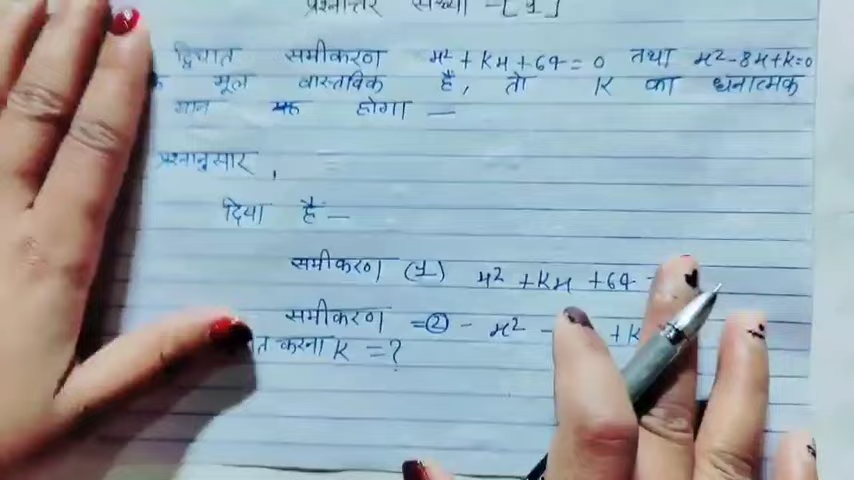 प्रश्नोत्तर संख्या -[1]
द्विघात समीकरण x² + Kx + 64 = 0 तथा x² - 8x + K = 0
के मूल वास्तविक है, तो K का धनात्मक
मान होगा —
प्रश्नानुसार,
दिया है —
समीकरण (1) x² + Kx + 64 -
समीकरण = ② - x² - + K
त करना K = ?